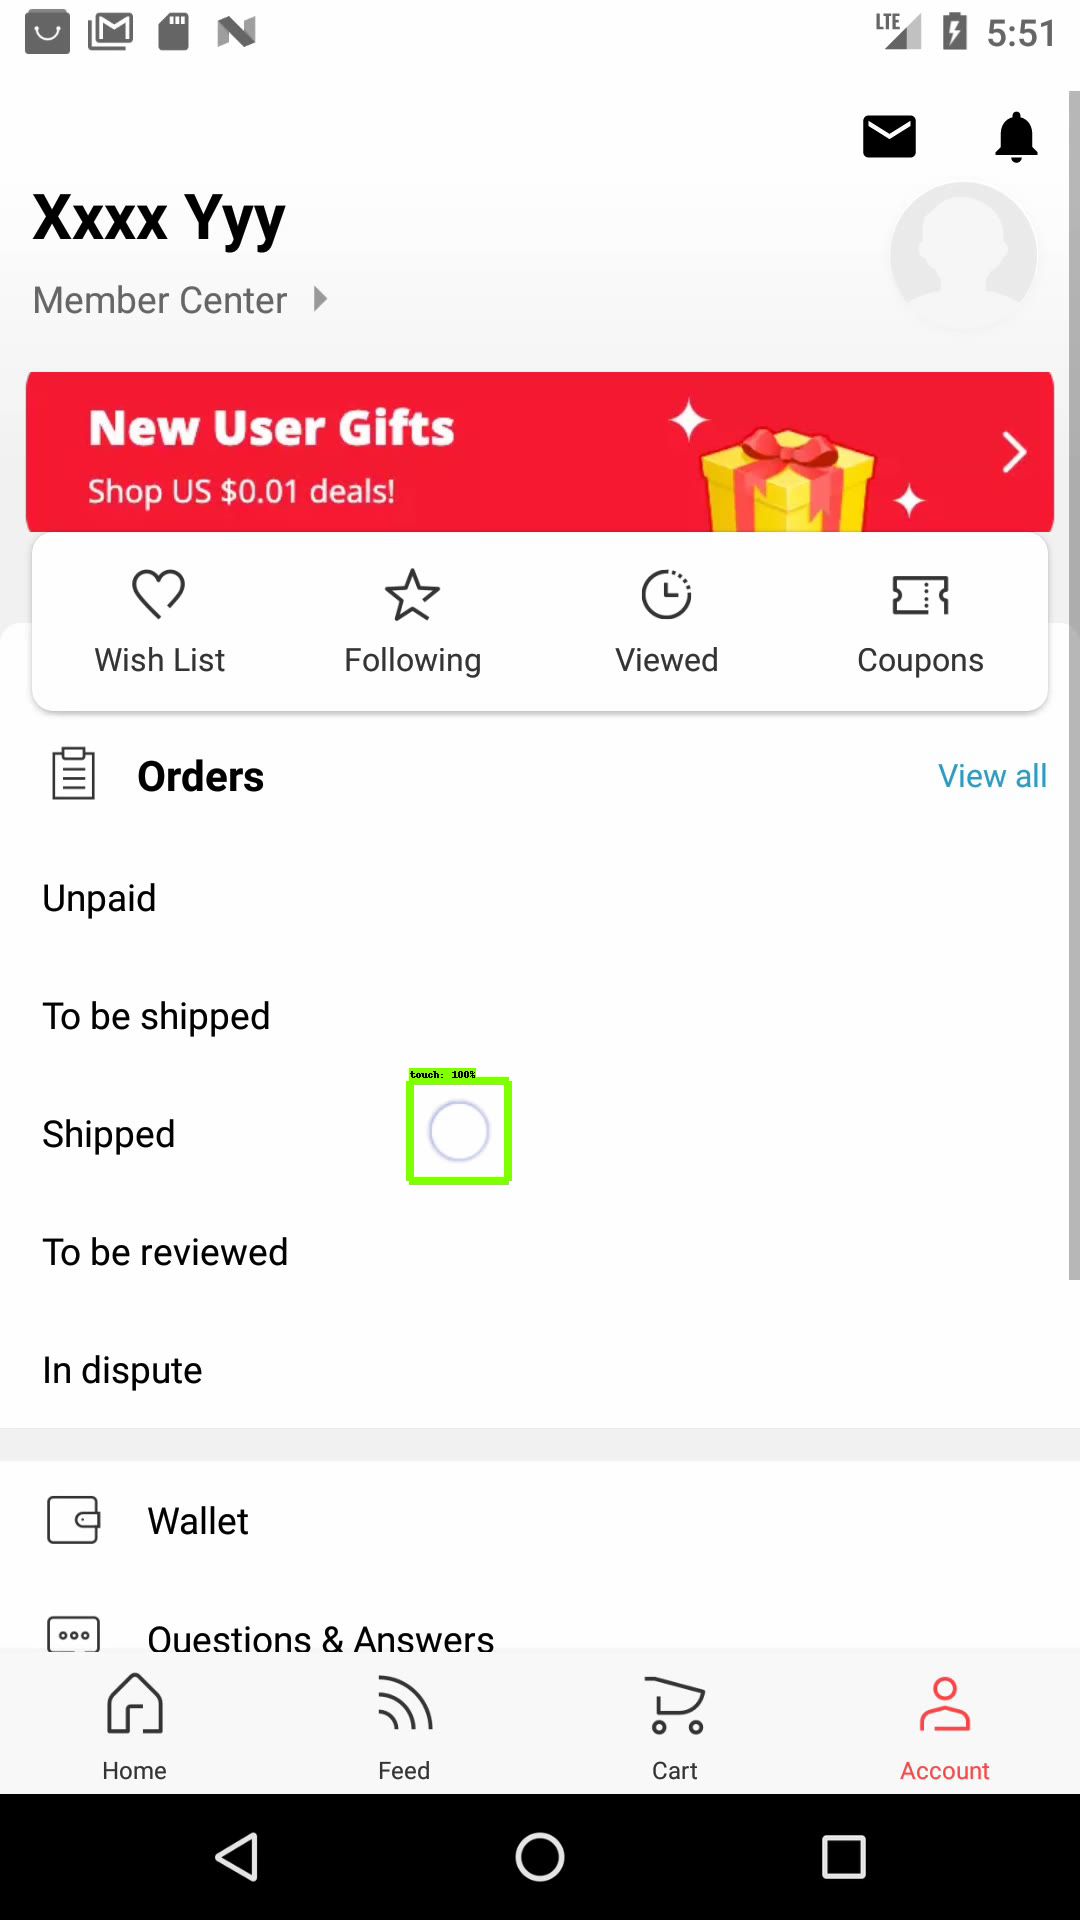 LTE 5:51
Xxxx Yyy
Member Center
New User Gifts
Shop US $0.01 deals!
Wish List Following Viewed Coupons
Orders View all
Unpaid
To be shipped
touch: 100%
Shipped
To be reviewed
In dispute
Wallet
Questions & Answers
Home Feed Cart Account